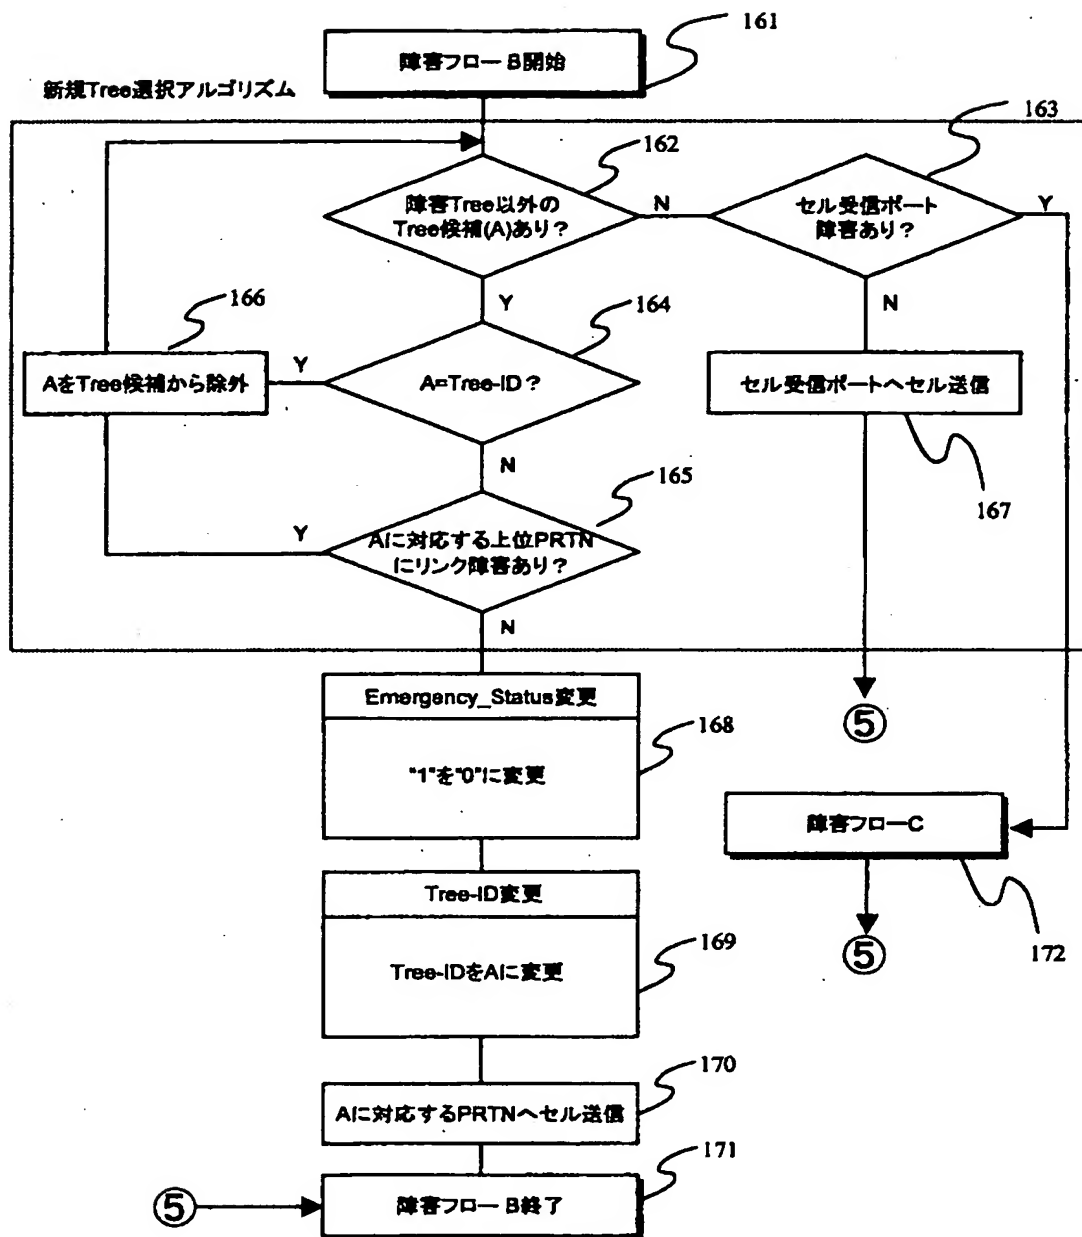 161
障害フロー B開始
新規Tree選択アルゴリズム
162
163
障害Tree以外の
Tree候補(A)あり?
N
セル受信ポート
障害あり?
Y
Y
N
164
166
AをTree候補から除外
Y
A=Tree-ID?
セル受信ポートへセル送信
167
N
165
Y
Aに対応する上位PRTN
にリンク障害あり?
N
Emergency_Status変更
"1"を"0"に変更
168
⑤
障害フローC
172
⑤
Tree-ID変更
Tree-IDをAに変更
169
170
Aに対応するPRTNへセル送信
171
⑤
障害フロー B終了